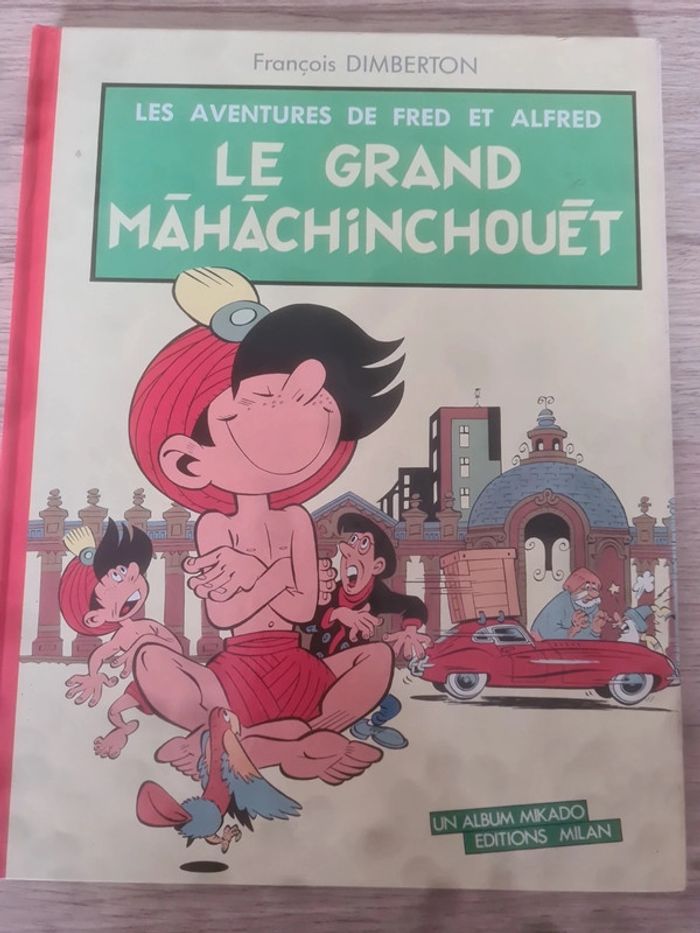 François DIMBERTON
LES AVENTURES DE FRED ET ALFRED
LE GRAND
MĀHĀCHiNCHOUĒT
UN ALBUM MIKADO
EDITIONS MILAN